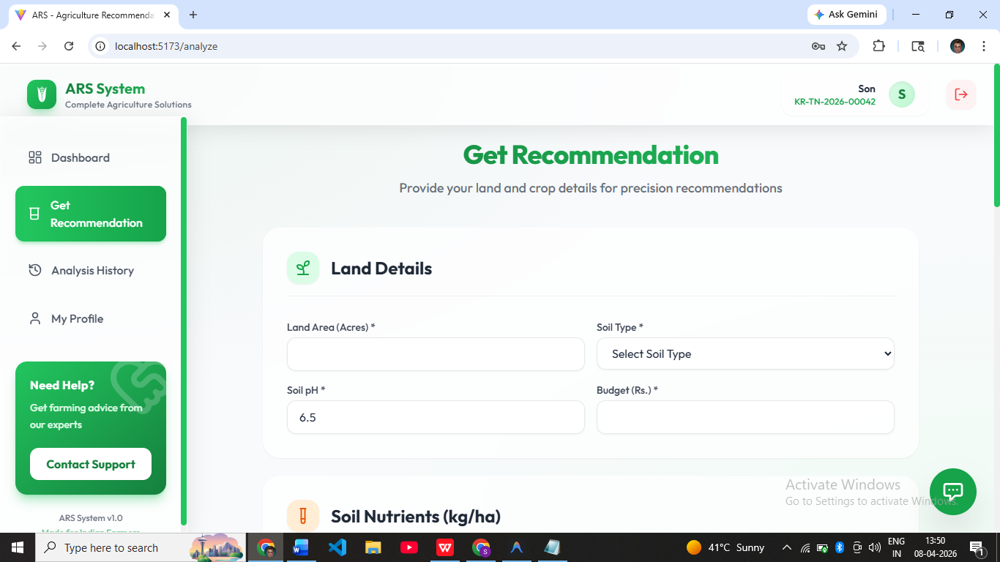 ARS - Agriculture Recommenda
Ask Gemini
localhost:5173/analyze
ARS System
Complete Agriculture Solutions
Son
KR-TN-2026-00042
S
Dashboard
Get
Recommendation
Analysis History
My Profile
Need Help?
Get farming advice from
our experts
Contact Support
ARS System v1.0
Made for Indian Farmers
Get Recommendation
Provide your land and crop details for precision recommendations
Land Details
Land Area (Acres) *
Soil Type *
Select Soil Type
Soil pH *
Budget (Rs.) *
6.5
Soil Nutrients (kg/ha)
Activate Windows
Go to Settings to activate Windows.
Type here to search
W
W
S
41°C Sunny
ENG
IN
13:50
08-04-2026
1